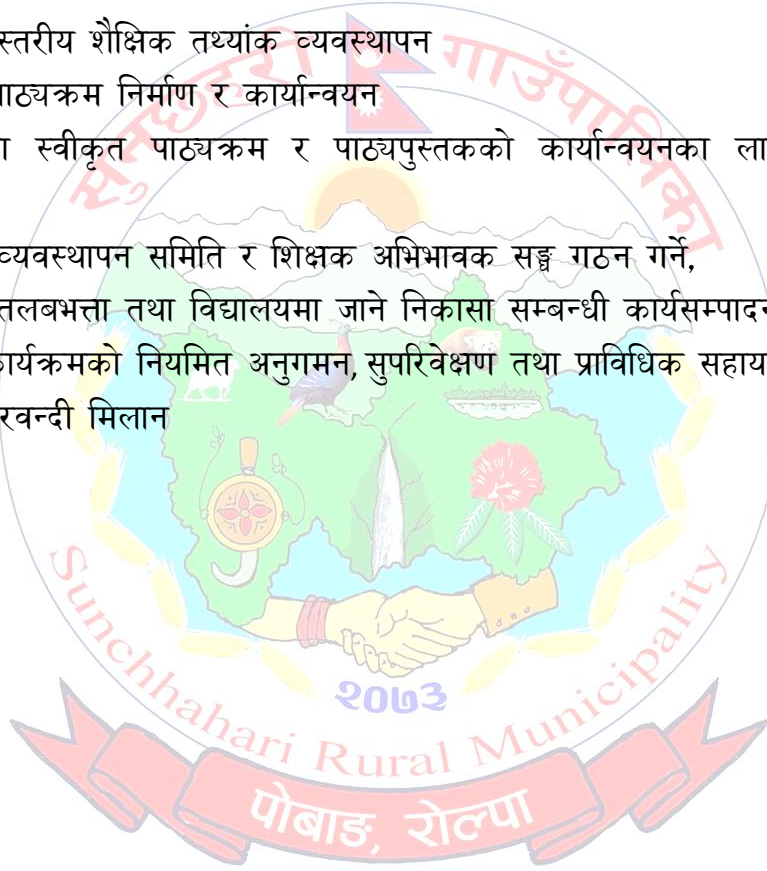 स्तरीय शैक्षिक तथ्यांक व्यवस्थापन
पाठ्यक्रम निर्माण र कार्यान्वयन
स्वीकृत पाठ्यक्रम र पाठ्यपुस्तकको कार्यान्वयनका ला
व्यवस्थापन समिति र शिक्षक अभिभावक सङ्घ गठन गर्ने,
तलबभत्ता तथा विद्यालयमा जाने निकासा सम्बन्धी कार्यसम्पादन
कार्यक्रमको नियमित अनुगमन, सुपरिवेक्षण तथा प्राविधिक सहाय
रवन्दी मिलान
सुनछहरी गाउँपालिका
२०७३
Sunchhahari Rural Municipality
पोबाङ, रोल्पा